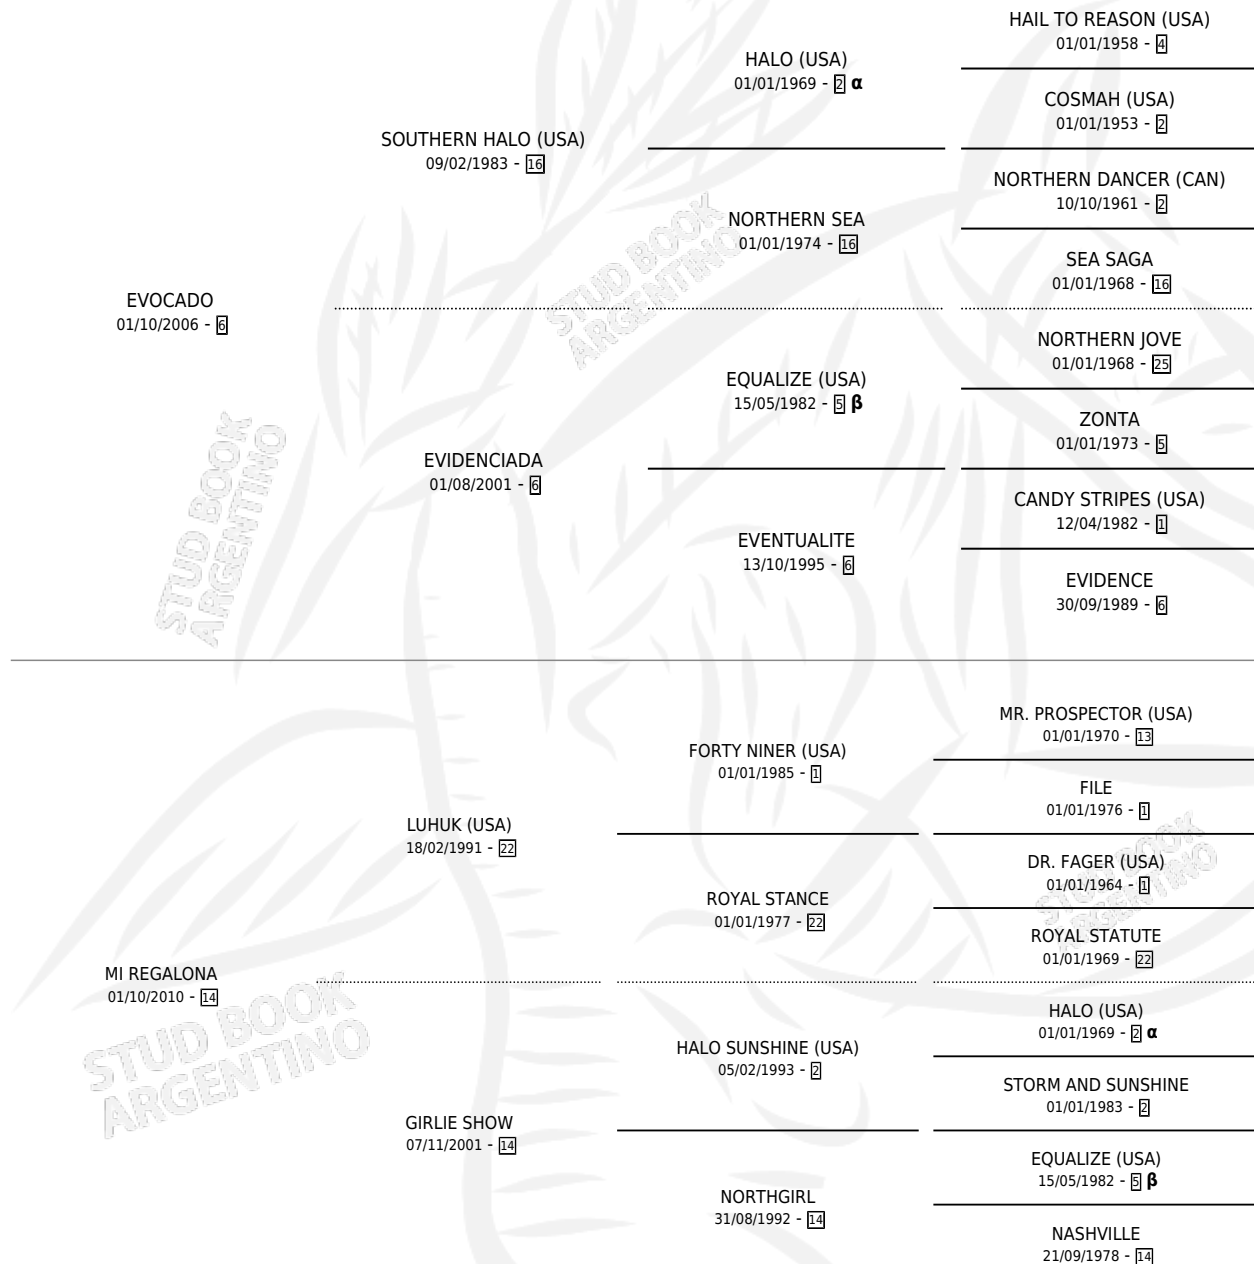 HAIL TO REASON (USA)
01/01/1958 - 4
HALO (USA)
01/01/1969 - 2 α
COSMAH (USA)
01/01/1953 - 2
SOUTHERN HALO (USA)
09/02/1983 - 16
NORTHERN DANCER (CAN)
10/10/1961 - 2
NORTHERN SEA
01/01/1974 - 16
SEA SAGA
01/01/1968 - 16
EVOCADO
01/10/2006 - 6
NORTHERN JOVE
01/01/1968 - 25
EQUALIZE (USA)
15/05/1982 - 5 β
ZONTA
01/01/1973 - 5
EVIDENCIADA
01/08/2001 - 6
CANDY STRIPES (USA)
12/04/1982 - 1
EVENTUALITE
13/10/1995 - 6
EVIDENCE
30/09/1989 - 6
MR. PROSPECTOR (USA)
01/01/1970 - 13
FORTY NINER (USA)
01/01/1985 - 1
FILE
01/01/1976 - 1
LUHUK (USA)
18/02/1991 - 22
DR. FAGER (USA)
01/01/1964 - 1
ROYAL STANCE
01/01/1977 - 22
ROYAL STATUTE
01/01/1969 - 22
MI REGALONA
01/10/2010 - 14
HALO (USA)
01/01/1969 - 2 α
HALO SUNSHINE (USA)
05/02/1993 - 2
STORM AND SUNSHINE
01/01/1983 - 2
GIRLIE SHOW
07/11/2001 - 14
EQUALIZE (USA)
15/05/1982 - 5 β
NORTHGIRL
31/08/1992 - 14
NASHVILLE
21/09/1978 - 14
STUD BOOK
ARGENTINO
STUD BOOK
ARGENTINO
STUD BOOK
ARGENTINO
STUD BOOK
ARGENTINO